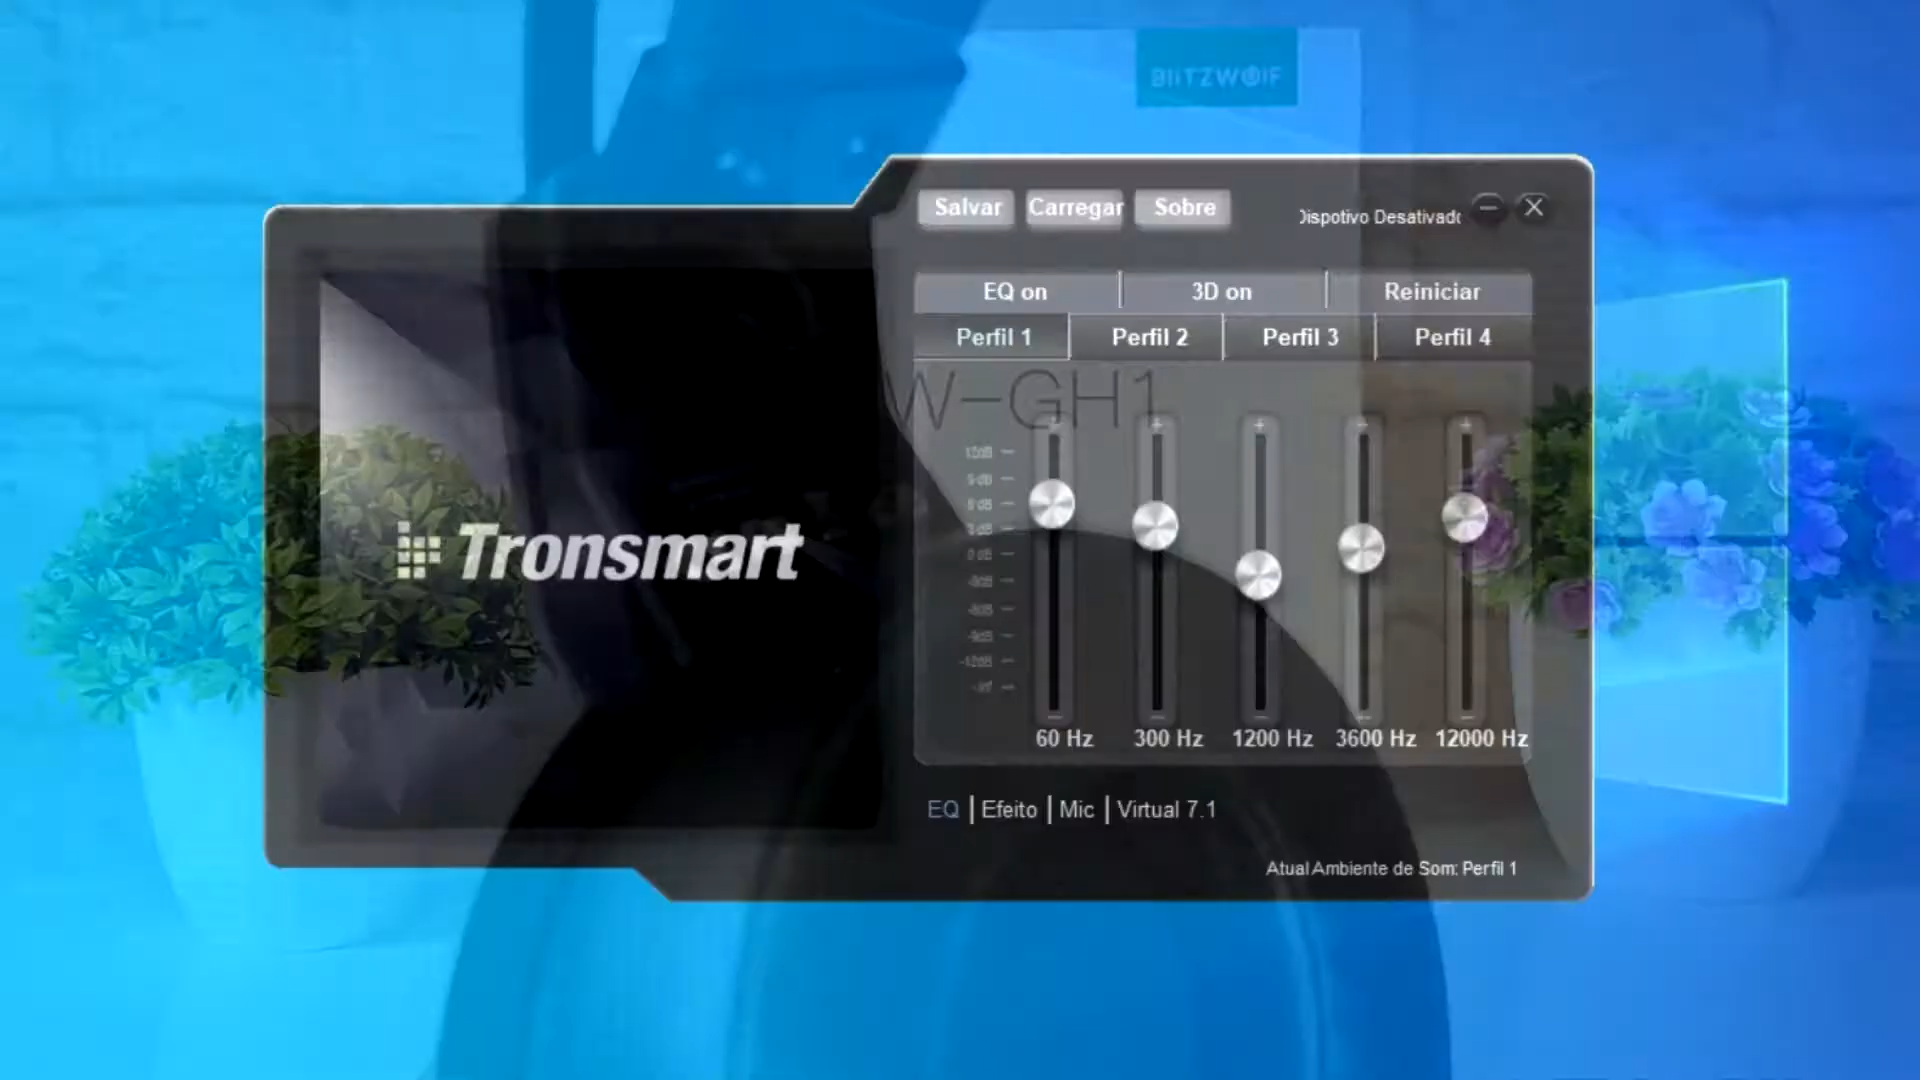 BlITZWOlF
Salvar Carregar Sobre
Dispotivo Desativado
EQ on 3D on Reiniciar
Perfil 1 Perfil 2 Perfil 3 Perfil 4
W-GH1
Tronsmart
60 Hz 300 Hz 1200 Hz 3600 Hz 12000 Hz
EQ Efeito Mic Virtual 7.1
Atual Ambiente de Som: Perfil 1